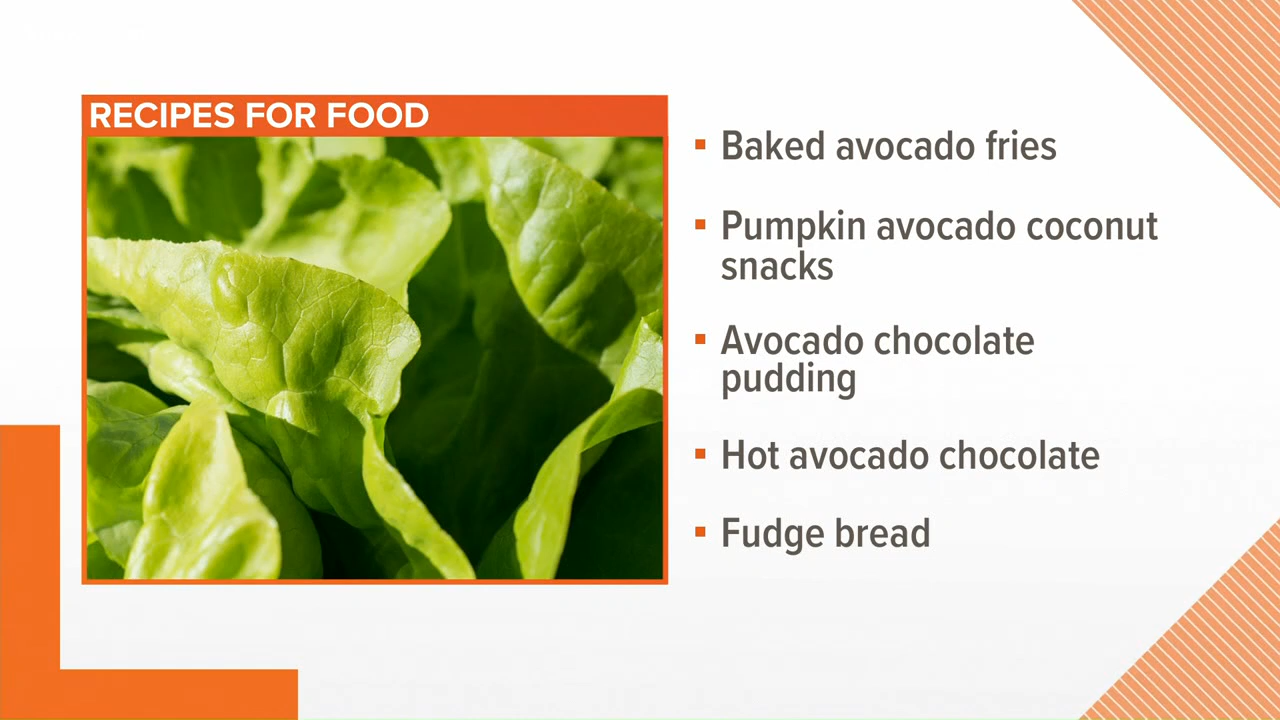 RECIPES FOR FOOD
Baked avocado fries
Pumpkin avocado coconut
snacks
Avocado chocolate
pudding
Hot avocado chocolate
Fudge bread